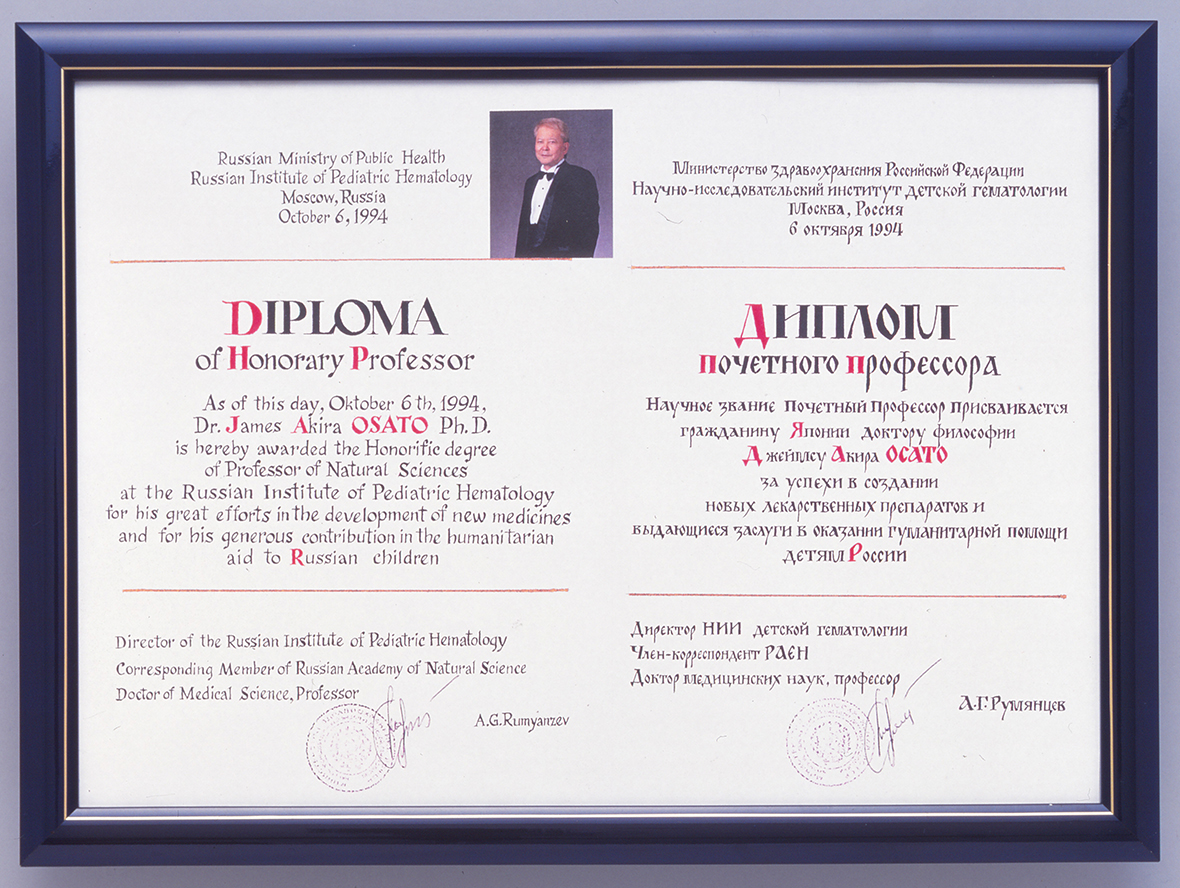 Russian Ministry of Public Health
Russian Institute of Pediatric Hematology
Moscow, Russia
October 6, 1994
DIPLOMA
of Honorary Professor
As of this day, Oktober 6 th, 1994,
Dr. James Akira OSATO Ph. D.
is hereby awarded the Honorific degree
of Professor of Natural Sciences
at the Russian Institute of Pediatric Hematology
for his great efforts in the development of new medicines
and for his generous contribution in the humanitarian
aid to Russian children
Director of the Russian Institute of Pediatric Hematology
Corresponding Member of Russian Academy of Natural Science
Doctor of Medical Science, Professor
A.G.Rumyanzev
Министерство здравоохранения Российской Федерации
Научно-исследовательский институт детской гематологии
Москва, Россия
6 октября 1994
ДИПЛОМ
почетного профессора
Научное звание Почетный Профессор присваивается
гражданину Японии доктору философии
Джеймсу Акира ОСАТО
за успехи в создании
новых лекарственных препаратов и
выдающиеся заслуги в оказании гуманитарной помощи
детям России
Директор НИИ детской гематологии
Член-корреспондент РАЕН
Доктор медицинских наук, профессор
А.Г.Румянцев